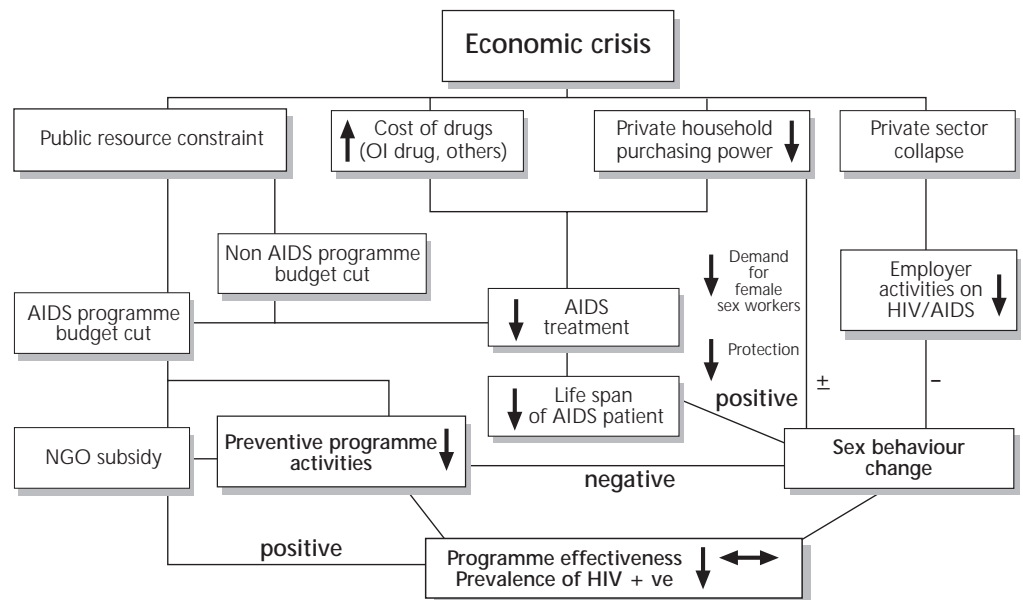 Economic crisis
Public resource constraint
Cost of drugs
(OI drug, others)
Private household
purchasing power
Private sector
collapse
Non AIDS programme
budget cut
Demand
for
female
sex workers
Employer
activities on
HIV/AIDS
AIDS programme
budget cut
AIDS
treatment
Protection
Life span
of AIDS patient
positive
±
–
NGO subsidy
Preventive programme
activities
Sex behaviour
change
negative
positive
Programme effectiveness
Prevalence of HIV + ve